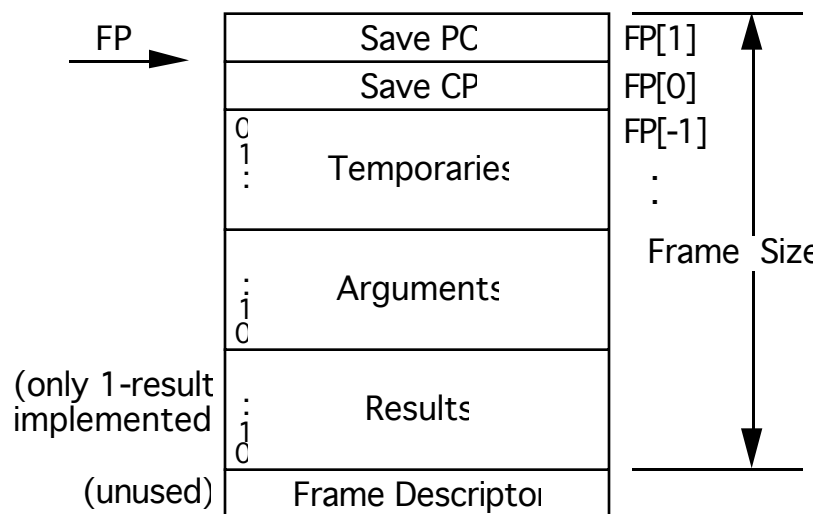 FP
Save PC
FP[1]
Save CP
FP[0]
0
1
:
Temporaries
FP[-1]
:
Frame Size
:
1
0
Arguments
(only 1-result
implemented)
:
1
0
Results
(unused)
Frame Descriptor